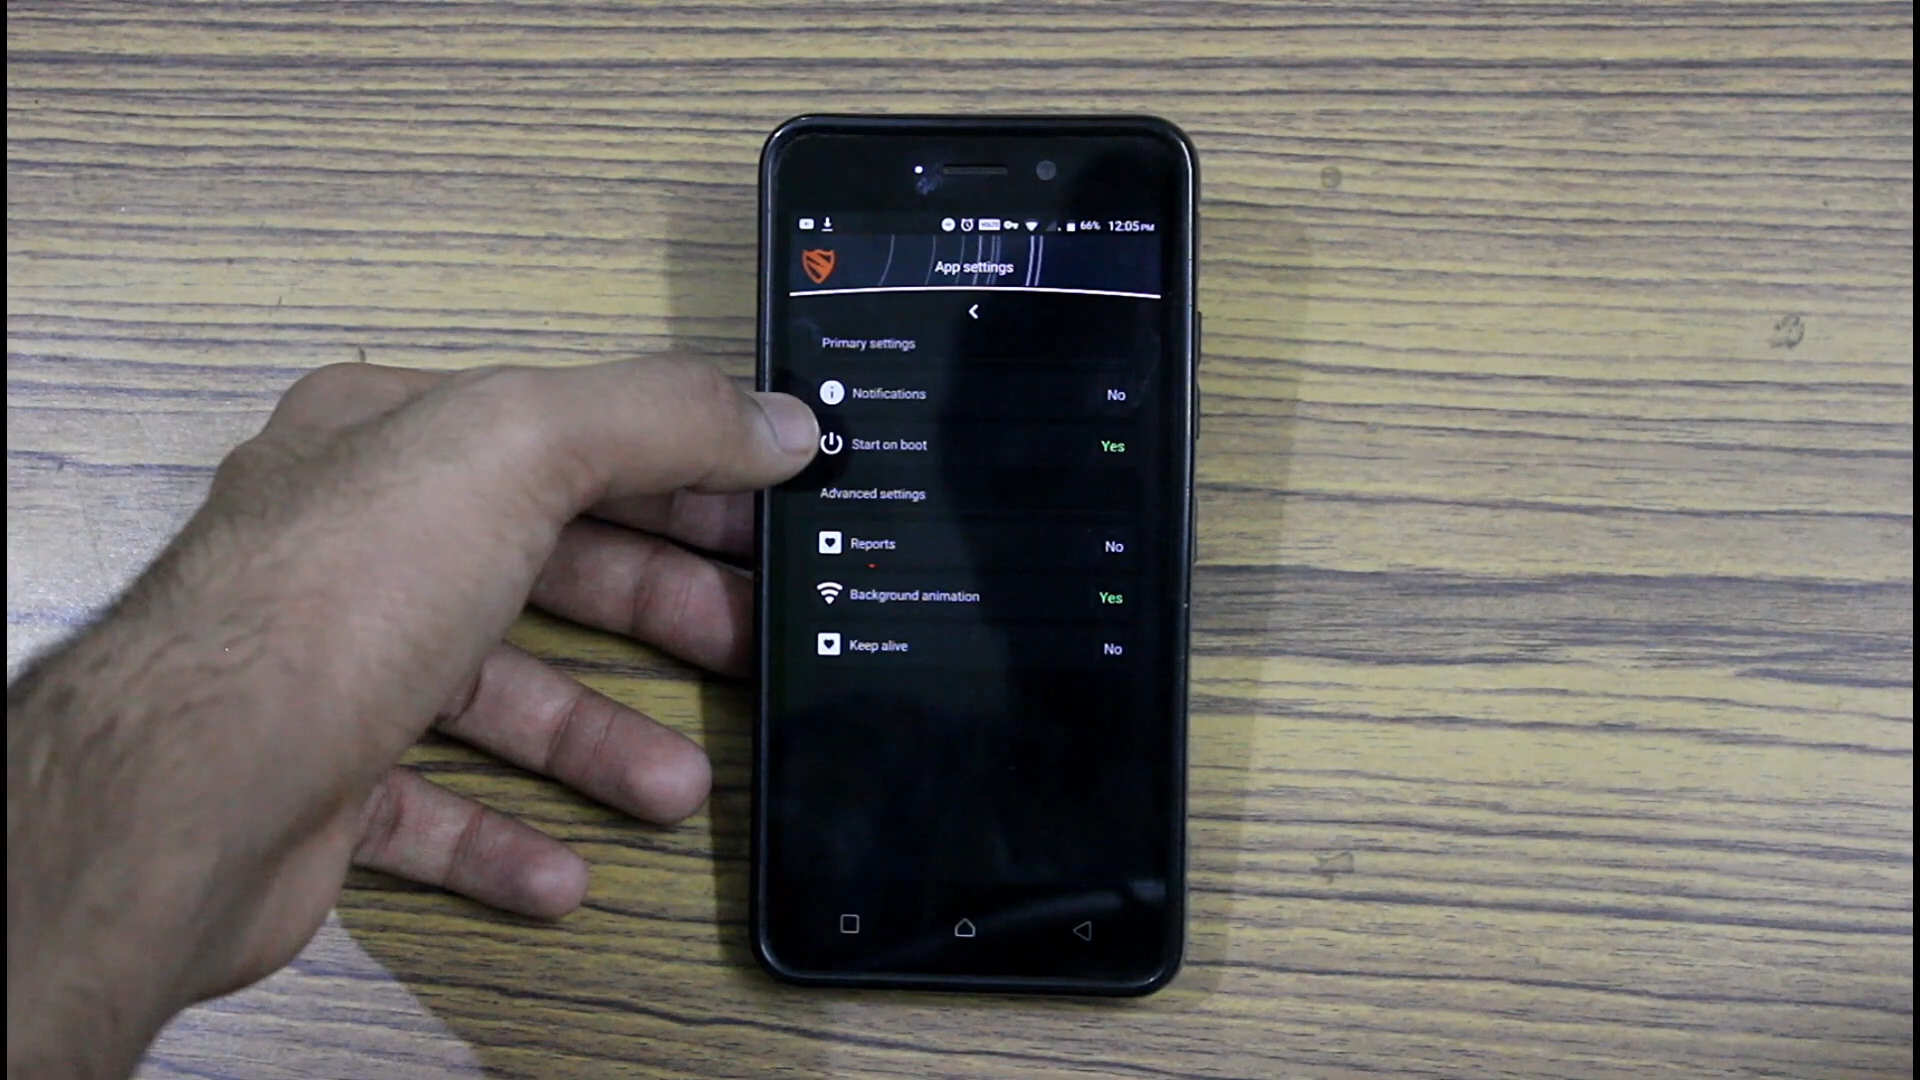 66% 12:05 PM
App settings
Primary settings
Notifications No
Start on boot Yes
Advanced settings
Reports No
Background animation Yes
Keep alive No